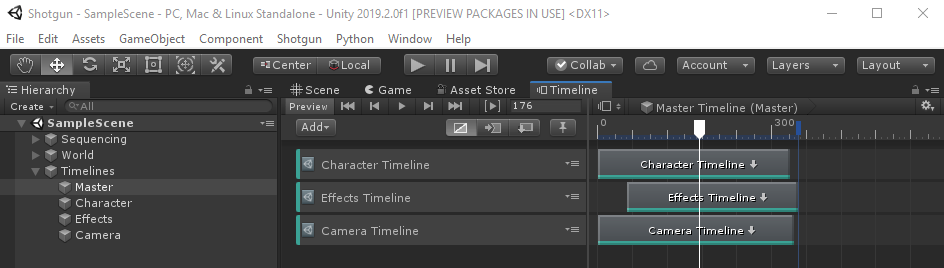 Shotgun - SampleScene - PC, Mac & Linux Standalone - Unity 2019.2.0f1 [PREVIEW PACKAGES IN USE] <DX11>
File Edit Assets GameObject Component Shotgun Python Window Help
Center Local Collab Account Layers Layout
Hierarchy Scene Game Asset Store Timeline
Create All Preview 176 Master Timeline (Master)
SampleScene Add 0 300
Sequencing
World Character Timeline Character Timeline
Timelines
Master Effects Timeline Effects Timeline
Character
Effects Camera Timeline Camera Timeline
Camera